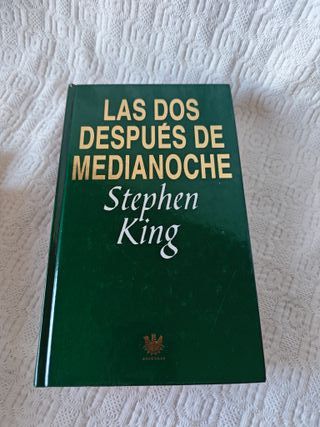 LAS DOS
DESPUÉS DE
MEDIANOCHE
Stephen
King